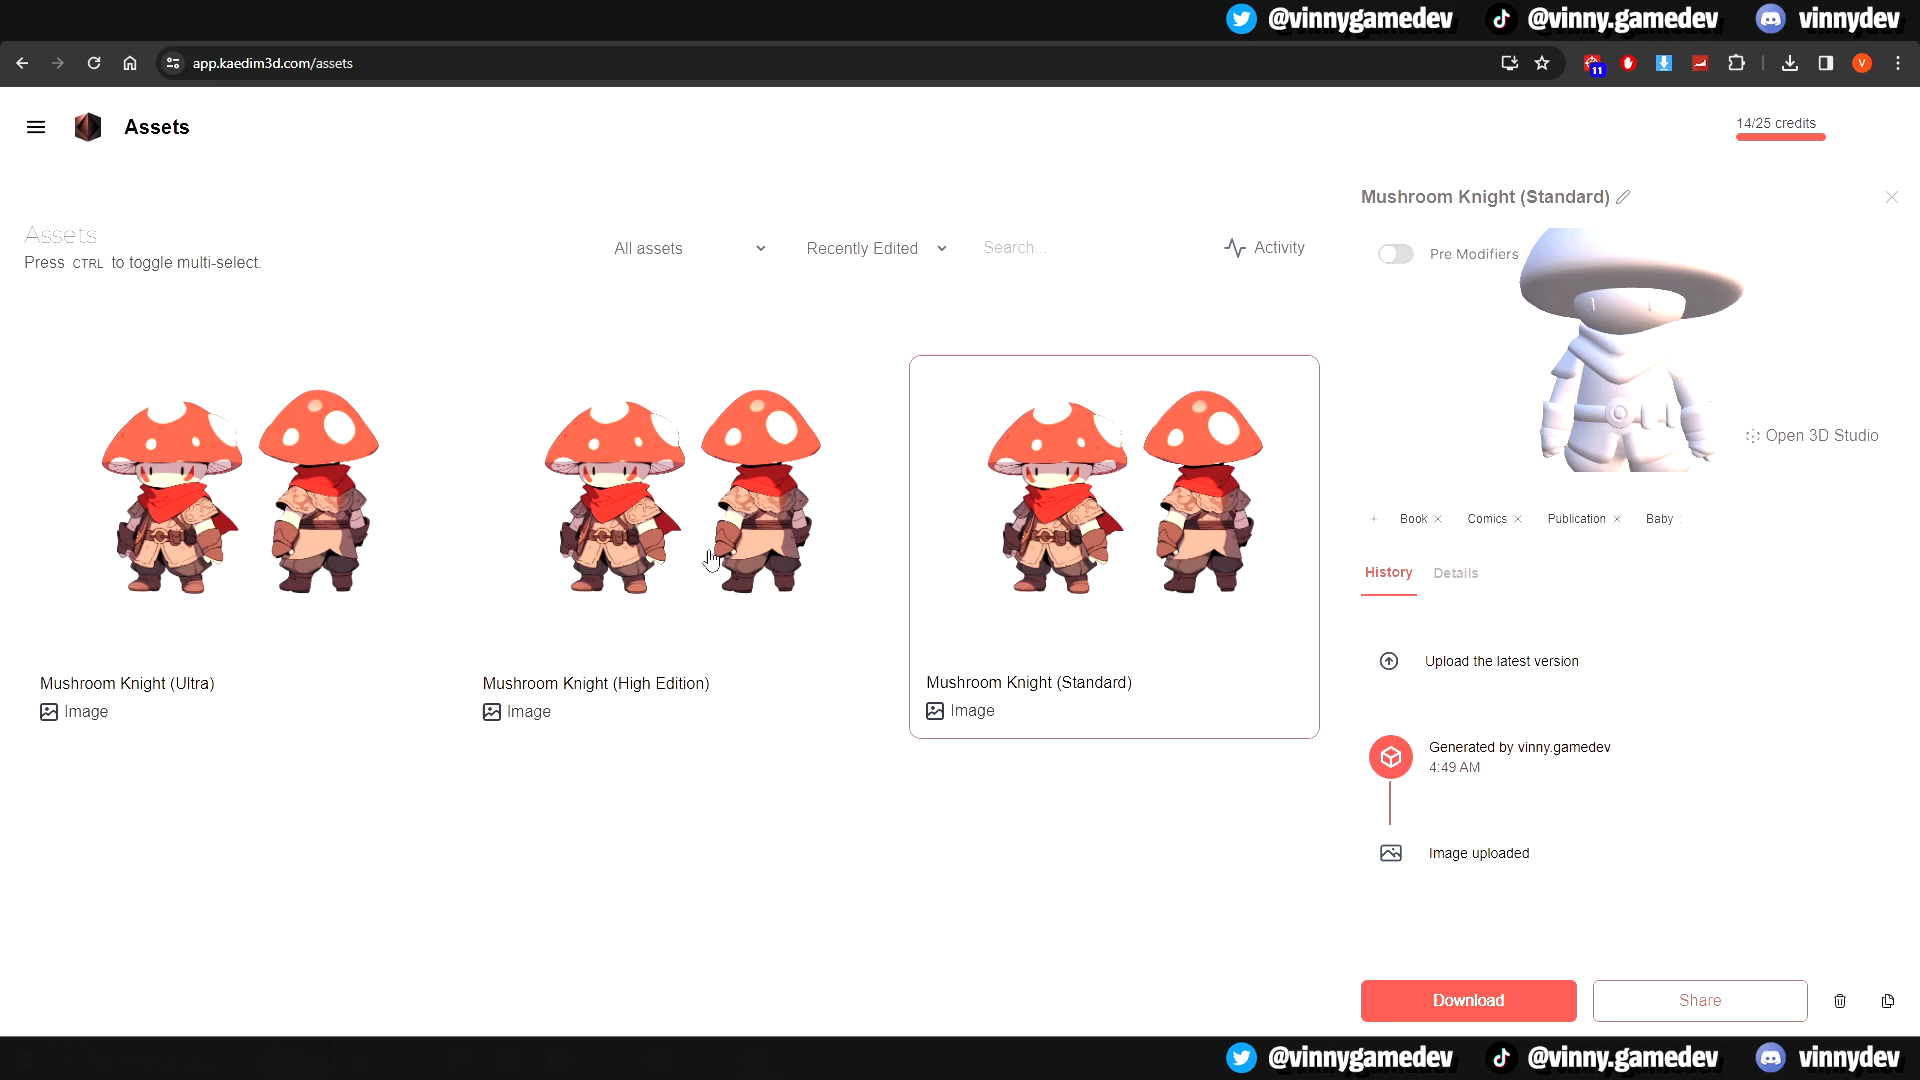 @vinnygamedev @vinny.gamedev vinnydev
app.kaedim3d.com/assets
11
V
Assets
14/25 credits
Mushroom Knight (Standard)
Assets
Press CTRL to toggle multi-select.
All assets
Recently Edited
Search...
Activity
Pre Modifiers
Open 3D Studio
+ Book × Comics × Publication × Baby
History Details
Upload the latest version
Mushroom Knight (Ultra)
Image
Mushroom Knight (High Edition)
Image
Mushroom Knight (Standard)
Image
Generated by vinny.gamedev
4:49 AM
Image uploaded
Download
Share
@vinnygamedev @vinny.gamedev vinnydev